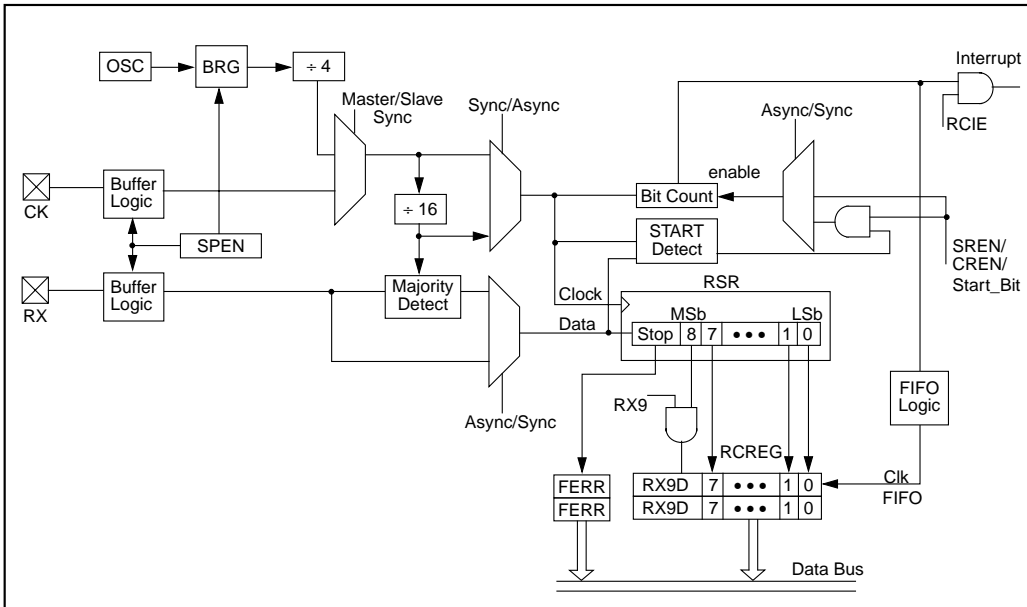 OSC
BRG
÷ 4
Interrupt
Master/Slave
Sync
Sync/Async
Async/Sync
RCIE
enable
Buffer
Logic
CK
÷ 16
Bit Count
SPEN
START
Detect
SREN/
CREN/
Start_Bit
Buffer
Logic
RX
Majority
Detect
Clock
RSR
MSb
LSb
Data
Stop 8 7 ••• 1 0
Async/Sync
RX9
FIFO
Logic
RCREG
FERR
RX9D 7 ••• 1 0
Clk
FIFO
FERR
RX9D 7 ••• 1 0
Data Bus